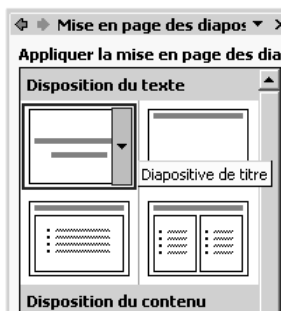 Mise en page des diapos
Appliquer la mise en page des dia
Disposition du texte
Diapositive de titre
Disposition du contenu